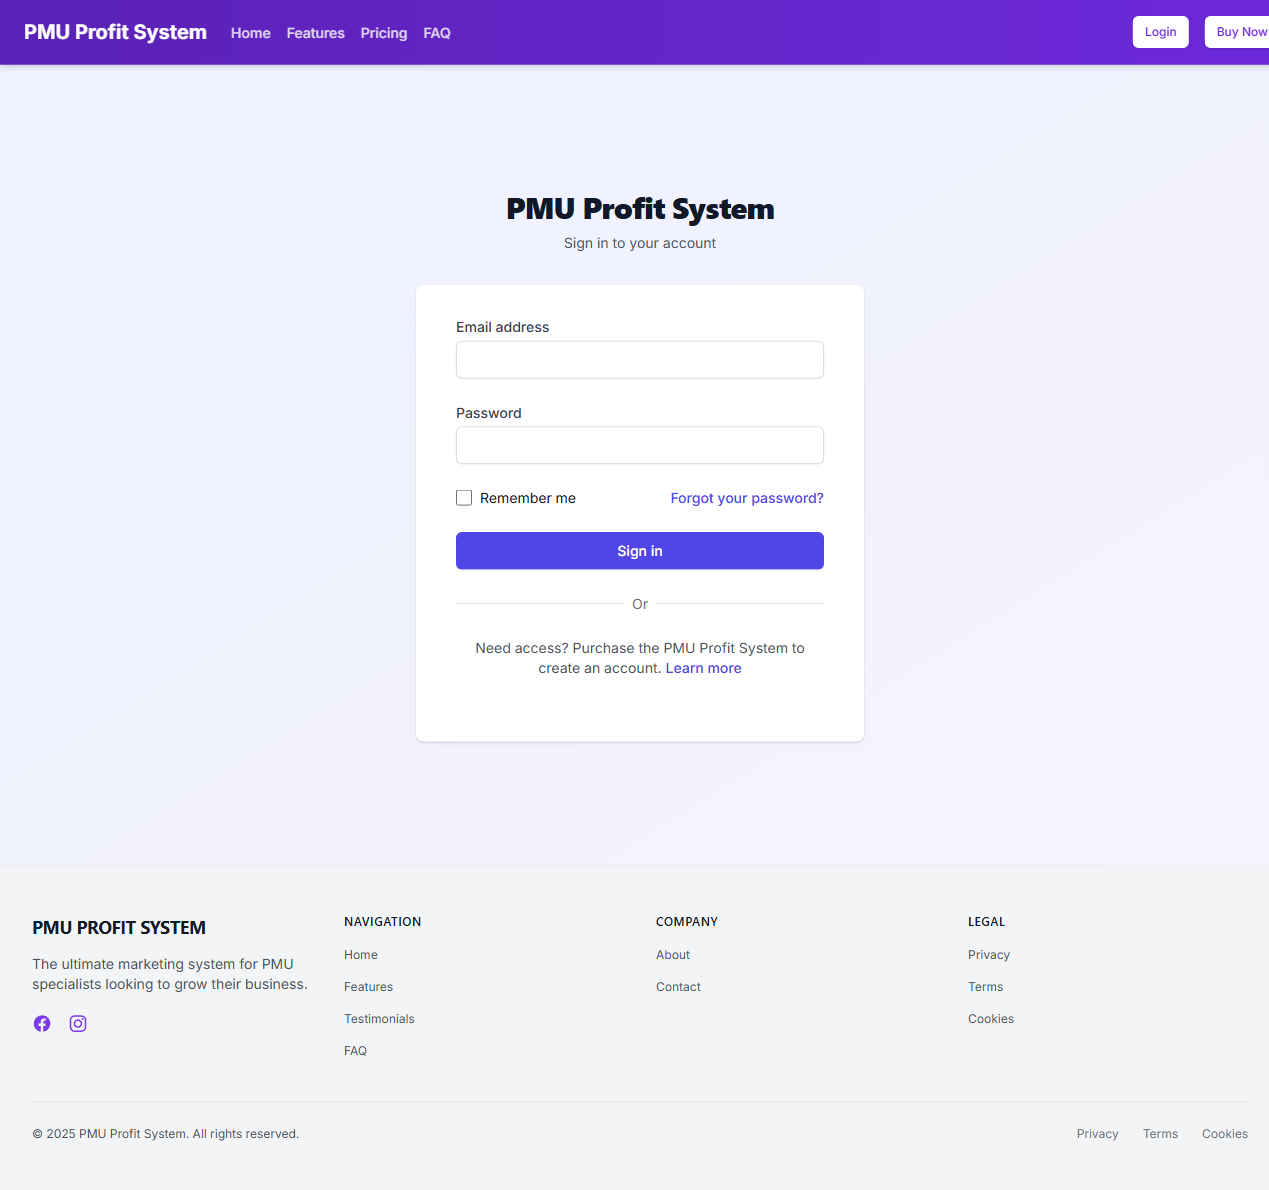 PMU Profit System
Home
Features
Pricing
FAQ
Login
Buy Now
PMU Profit System
Sign in to your account
Email address
Password
Remember me
Forgot your password?
Sign in
Or
Need access? Purchase the PMU Profit System to
create an account. Learn more
PMU PROFIT SYSTEM
The ultimate marketing system for PMU
specialists looking to grow their business.
NAVIGATION
Home
Features
Testimonials
FAQ
COMPANY
About
Contact
LEGAL
Privacy
Terms
Cookies
© 2025 PMU Profit System. All rights reserved.
Privacy
Terms
Cookies